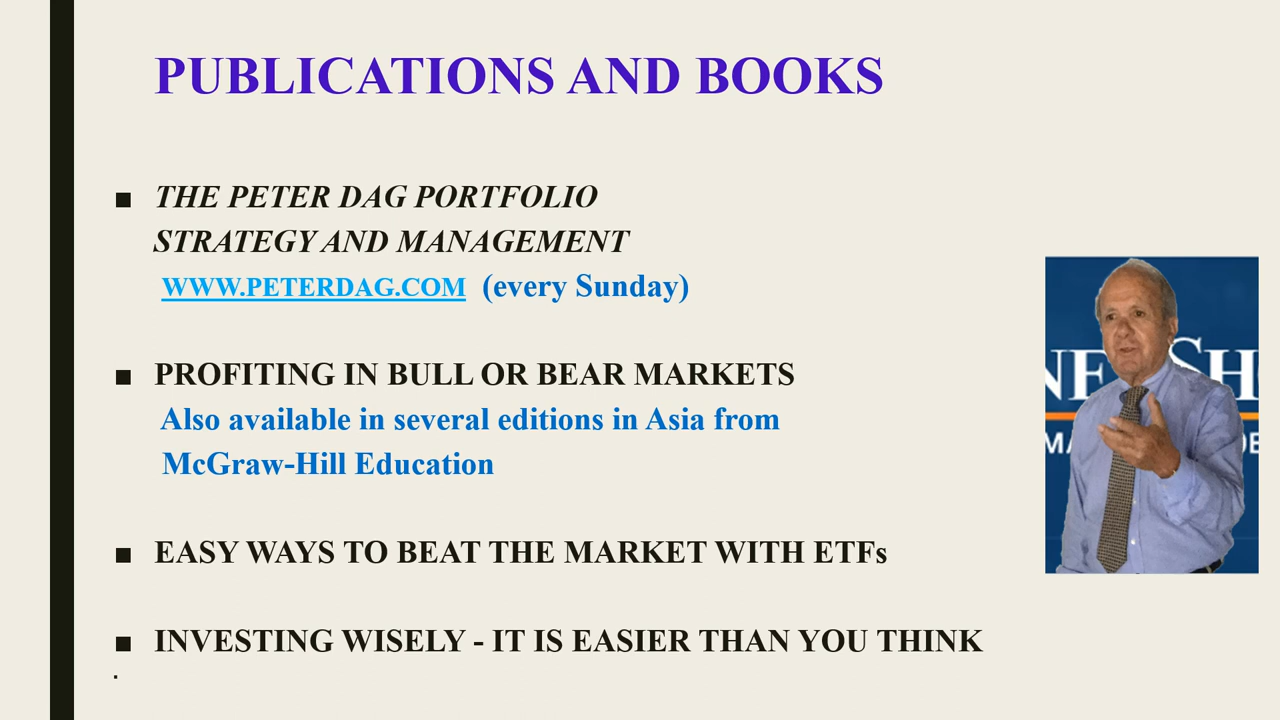 PUBLICATIONS AND BOOKS
■ THE PETER DAG PORTFOLIO
STRATEGY AND MANAGEMENT
WWW.PETERDAG.COM (every Sunday)
■ PROFITING IN BULL OR BEAR MARKETS
Also available in several editions in Asia from
McGraw-Hill Education
■ EASY WAYS TO BEAT THE MARKET WITH ETFs
■ INVESTING WISELY - IT IS EASIER THAN YOU THINK